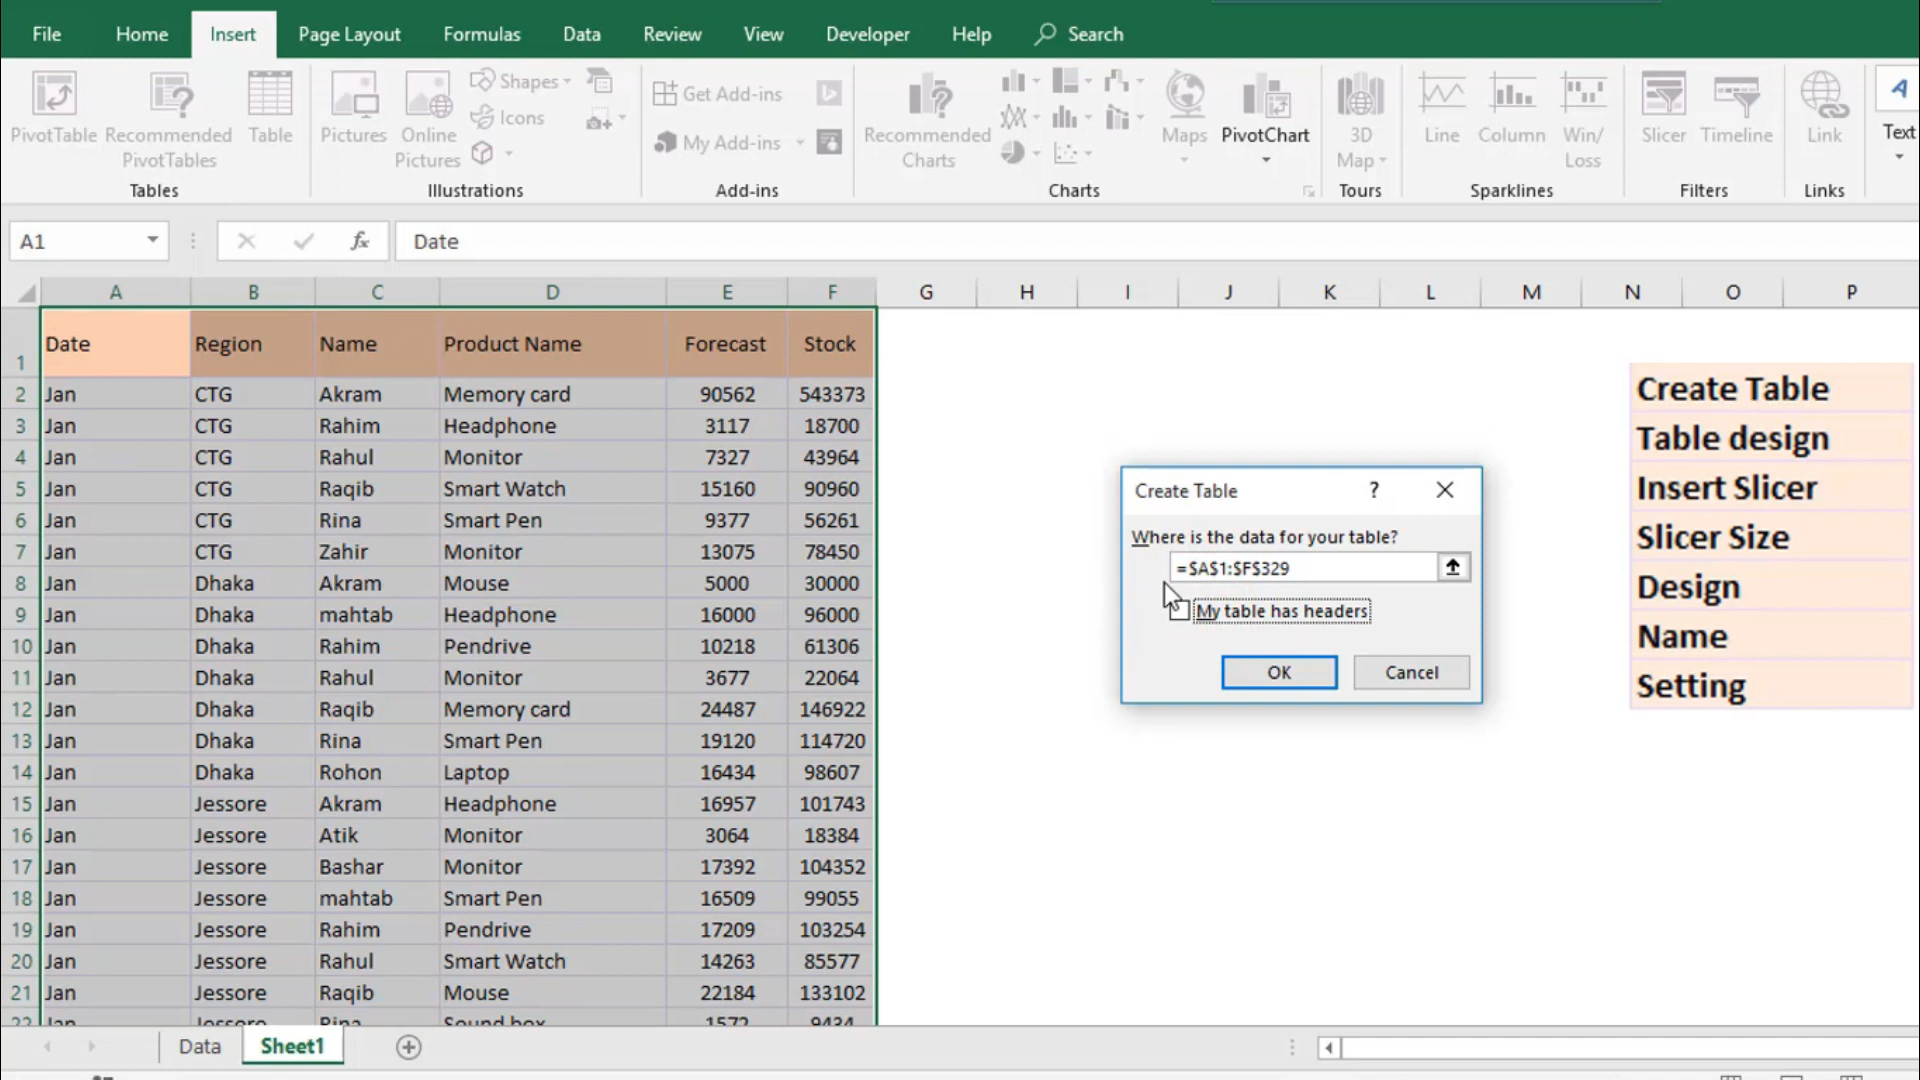 File Home Insert Page Layout Formulas Data Review View Developer Help Search
PivotTable Recommended PivotTables Table Pictures Online Pictures Shapes Icons Get Add-ins My Add-ins Recommended Charts Maps PivotChart 3D Map Line Column Win/ Loss Slicer Timeline Link Text
Tables Illustrations Add-ins Charts Tours Sparklines Filters Links
A1 fx Date
A B C D E F G H I J K L M N O P
1 Date Region Name Product Name Forecast Stock
2 Jan CTG Akram Memory card 90562 543373
3 Jan CTG Rahim Headphone 3117 18700
4 Jan CTG Rahul Monitor 7327 43964
5 Jan CTG Raqib Smart Watch 15160 90960
6 Jan CTG Rina Smart Pen 9377 56261
7 Jan CTG Zahir Monitor 13075 78450
8 Jan Dhaka Akram Mouse 5000 30000
9 Jan Dhaka mahtab Headphone 16000 96000
10 Jan Dhaka Rahim Pendrive 10218 61306
11 Jan Dhaka Rahul Monitor 3677 22064
12 Jan Dhaka Raqib Memory card 24487 146922
13 Jan Dhaka Rina Smart Pen 19120 114720
14 Jan Dhaka Rohon Laptop 16434 98607
15 Jan Jessore Akram Headphone 16957 101743
16 Jan Jessore Atik Monitor 3064 18384
17 Jan Jessore Bashar Monitor 17392 104352
18 Jan Jessore mahtab Smart Pen 16509 99055
19 Jan Jessore Rahim Pendrive 17209 103254
20 Jan Jessore Rahul Smart Watch 14263 85577
21 Jan Jessore Raqib Mouse 22184 133102
22 Jan Jessore Rina Sound box 1572 9434
Create Table ?
Where is the data for your table?
=$A$1:$F$329
My table has headers
OK Cancel
Create Table
Table design
Insert Slicer
Slicer Size
Design
Name
Setting
Data Sheet1